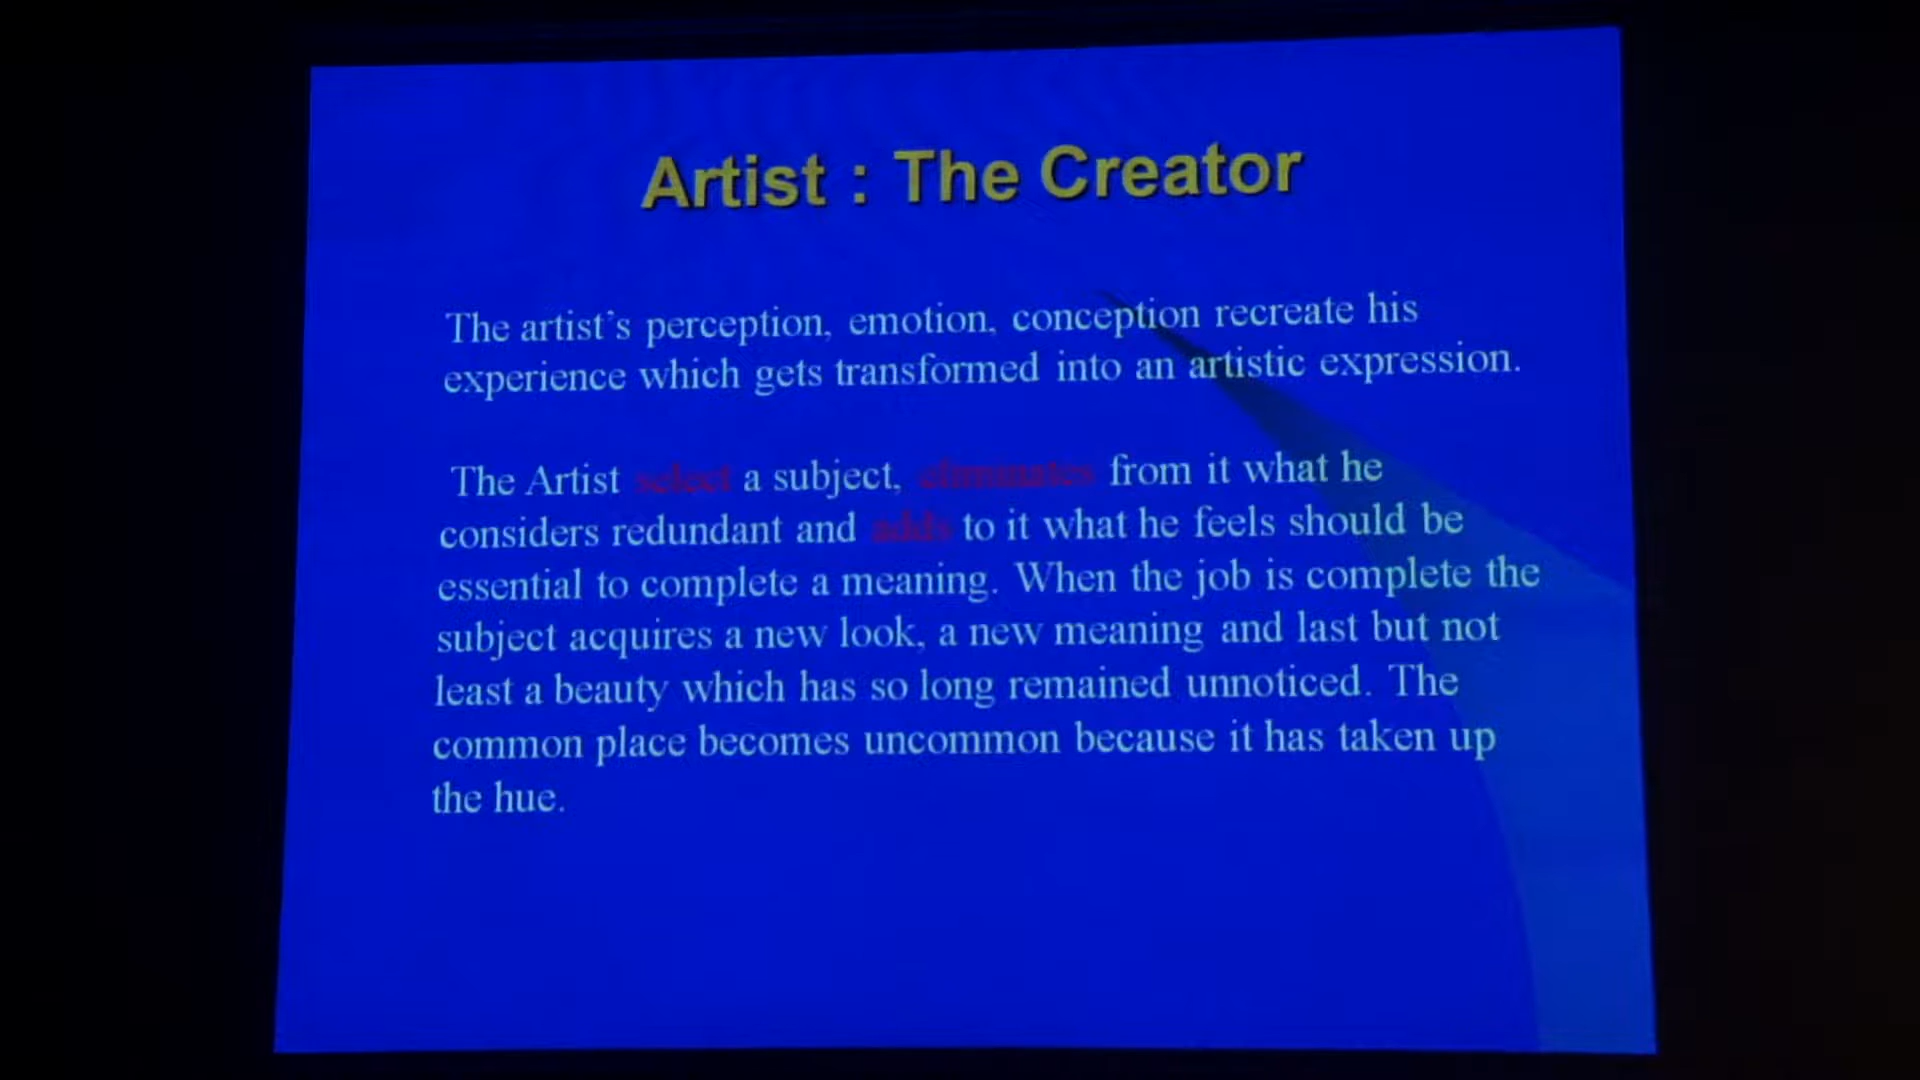 Artist : The Creator
The artist's perception, emotion, conception recreate his
experience which gets transformed into an artistic expression.
The Artist select a subject, eliminates from it what he
considers redundant and adds to it what he feels should be
essential to complete a meaning. When the job is complete the
subject acquires a new look, a new meaning and last but not
least a beauty which has so long remained unnoticed. The
common place becomes uncommon because it has taken up
the hue.